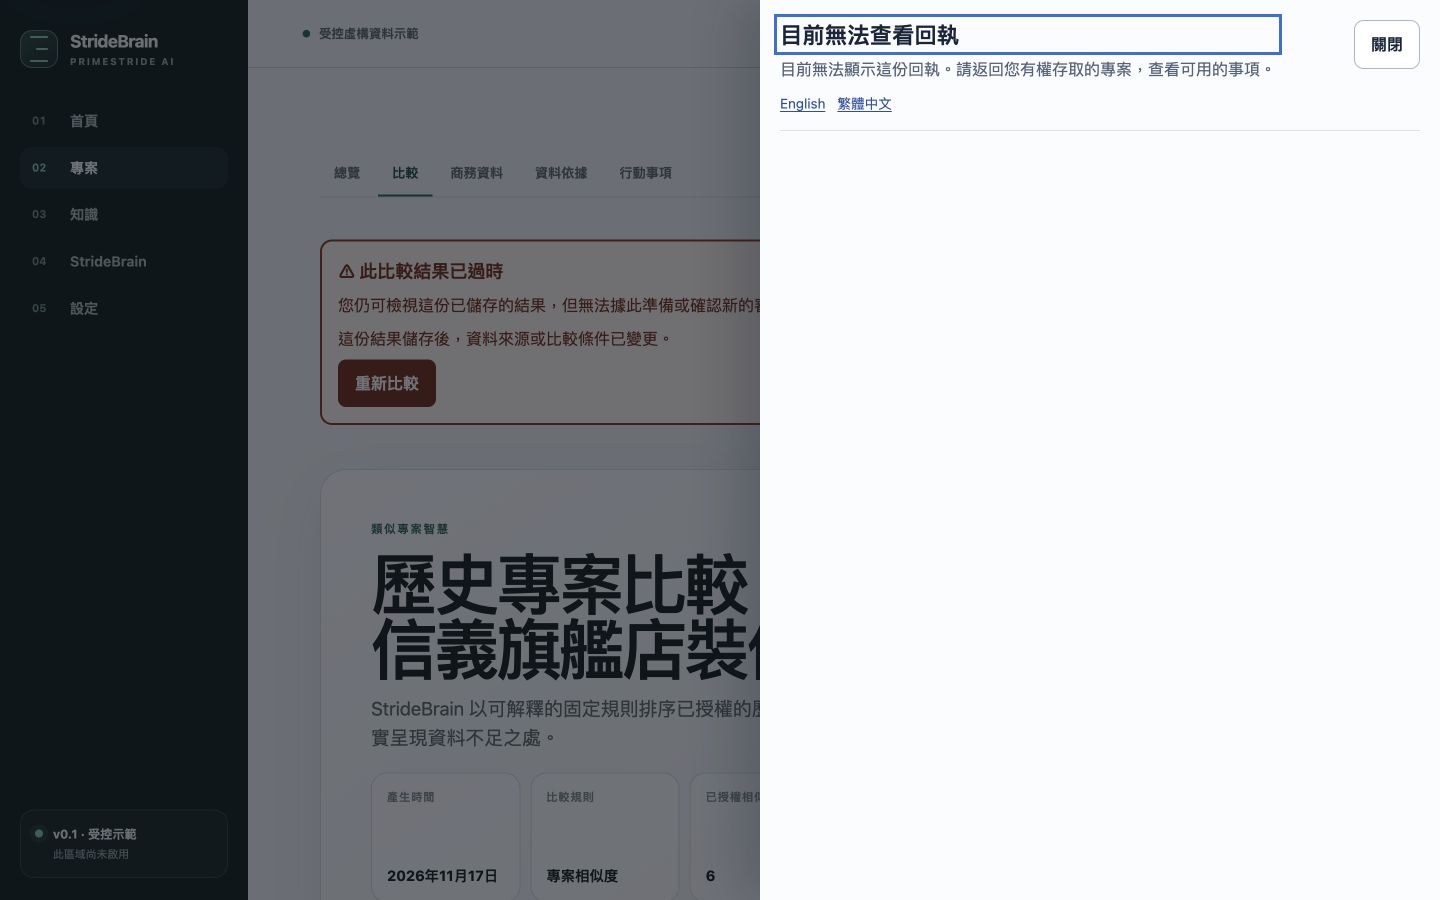 StrideBrain
PRIMESTRIDE AI
01 首頁
02 專案
03 知識
04 StrideBrain
05 設定
v0.1 · 受控示範
此區域尚未啟用
受控虛構資料示範
總覽 比較 商務資料 資料依據 行動事項
此比較結果已過時
您仍可檢視這份已儲存的結果，但無法據此準備或確認新的
這份結果儲存後，資料來源或比較條件已變更。
重新比較
類似專案智慧
歷史專案比較
信義旗艦店裝
StrideBrain 以可解釋的固定規則排序已授權的
實呈現資料不足之處。
產生時間
2026年11月17日
比較規則
專案相似度
已授權相
6
目前無法查看回執
目前無法顯示這份回執。請返回您有權存取的專案，查看可用的事項。
English 繁體中文
關閉